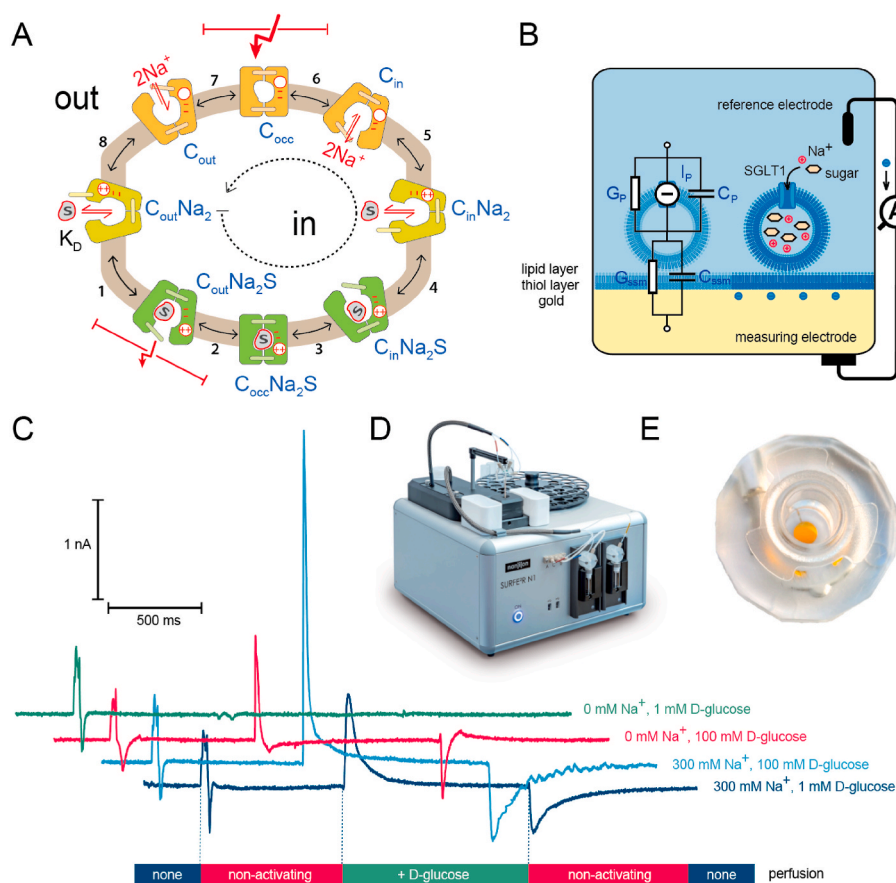 A
out
in
2Na+
7
6
Cin
Cocc
Cout
2Na+
5
8
S
KD
CoutNa2
S
CinNa2
CoutNa2S
1
4
S
S
CinNa2S
2
S
3
CoccNa2S
B
reference electrode
Na+
SGLT1
sugar
IP
GP
CP
A
lipid layer
thiol layer
gold
Gssm
Cssm
measuring electrode
C
1 nA
500 ms
D
nanion
SURFE²R N1
E
0 mM Na+, 1 mM D-glucose
0 mM Na+, 100 mM D-glucose
300 mM Na+, 100 mM D-glucose
300 mM Na+, 1 mM D-glucose
none
non-activating
+ D-glucose
non-activating
none
perfusion